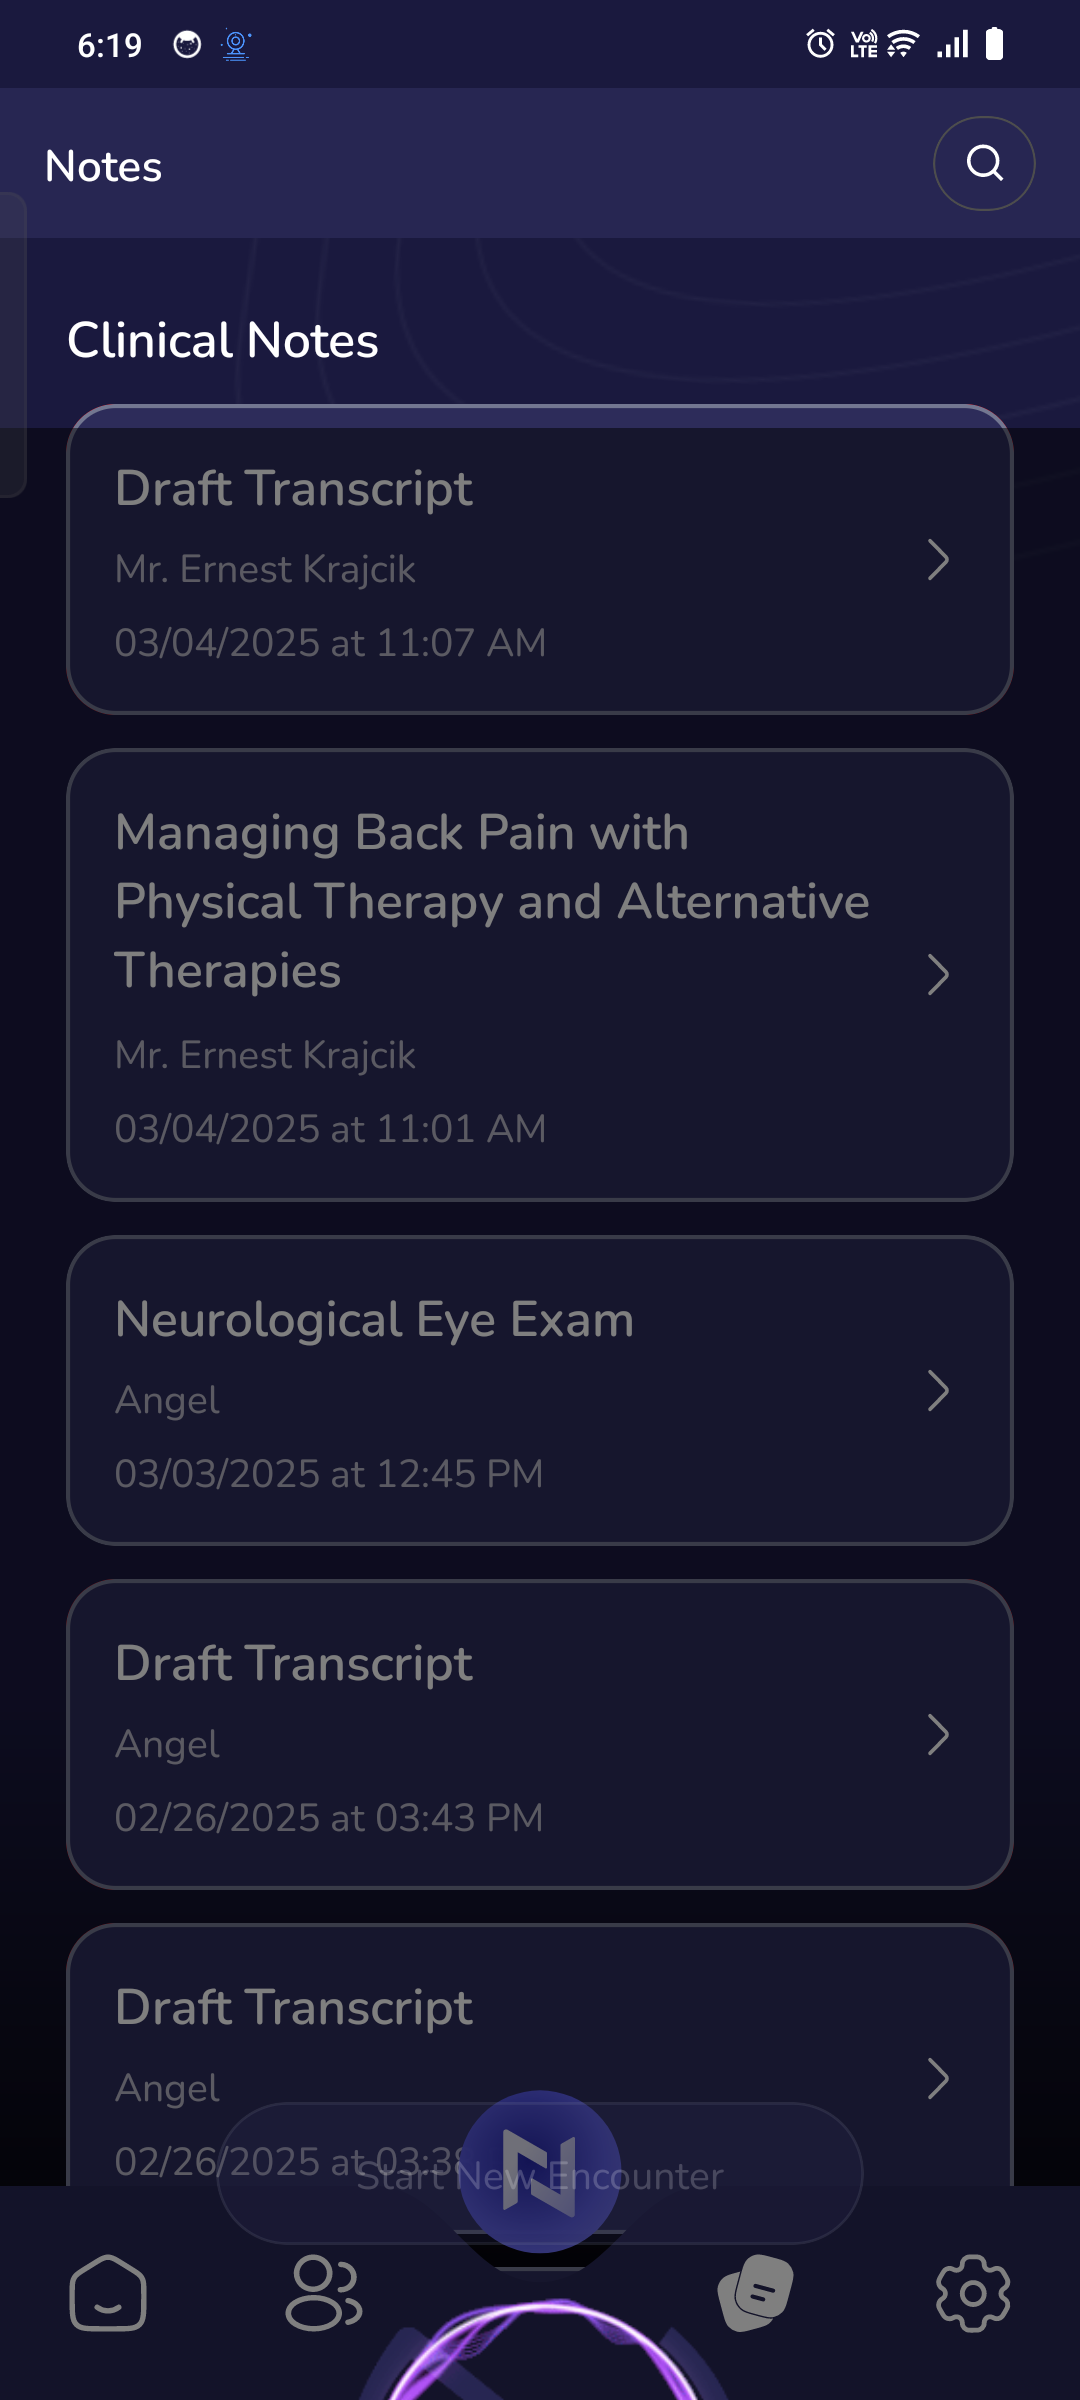 6:19
Vo)) LTE
Notes
Clinical Notes
Draft Transcript
Mr. Ernest Krajcik
03/04/2025 at 11:07 AM
Managing Back Pain with
Physical Therapy and Alternative
Therapies
Mr. Ernest Krajcik
03/04/2025 at 11:01 AM
Neurological Eye Exam
Angel
03/03/2025 at 12:45 PM
Draft Transcript
Angel
02/26/2025 at 03:43 PM
Draft Transcript
Angel
02/26/2025 at
Start New Encounter